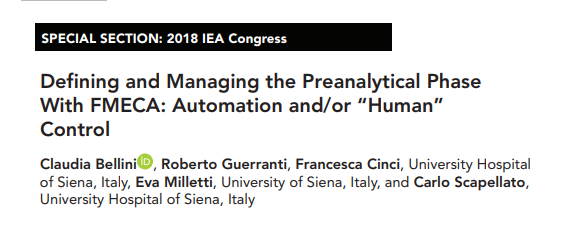 SPECIAL SECTION: 2018 IEA Congress
Defining and Managing the Preanalytical Phase
With FMECA: Automation and/or “Human”
Control
Claudia Bellini iD, Roberto Guerranti, Francesca Cinci, University Hospital
of Siena, Italy, Eva Milletti, University of Siena, Italy, and Carlo Scapellato,
University Hospital of Siena, Italy